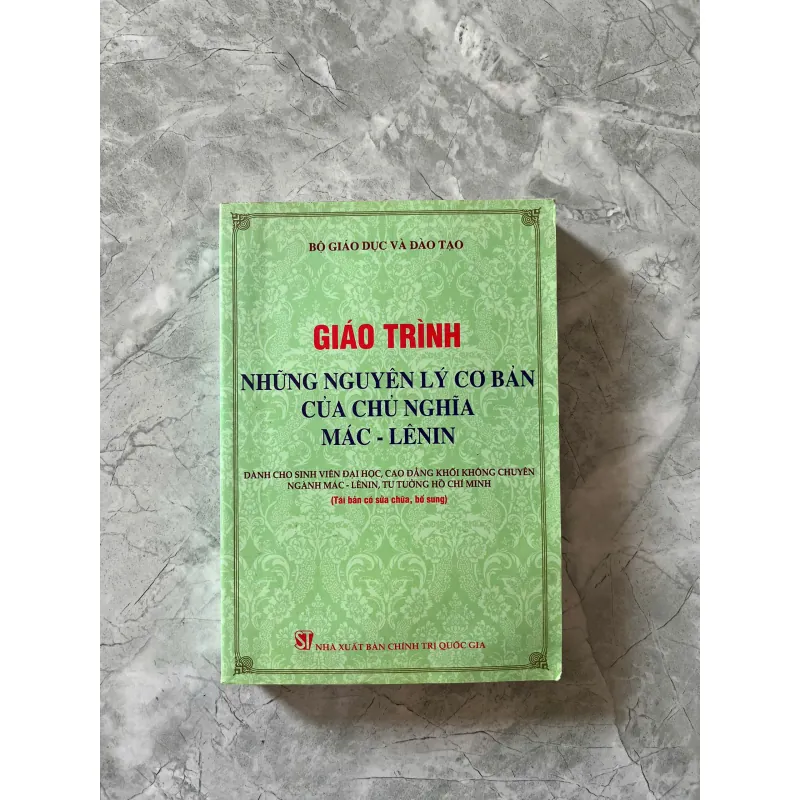 BỘ GIÁO DỤC VÀ ĐÀO TẠO
GIÁO TRÌNH
NHỮNG NGUYÊN LÝ CƠ BẢN
CỦA CHỦ NGHĨA
MÁC - LÊNIN
DÀNH CHO SINH VIÊN ĐẠI HỌC, CAO ĐẲNG KHỐI KHÔNG CHUYÊN
NGÀNH MÁC - LÊNIN, TƯ TƯỞNG HỒ CHÍ MINH
(Tái bản có sửa chữa, bổ sung)
ST NHÀ XUẤT BẢN CHÍNH TRỊ QUỐC GIA